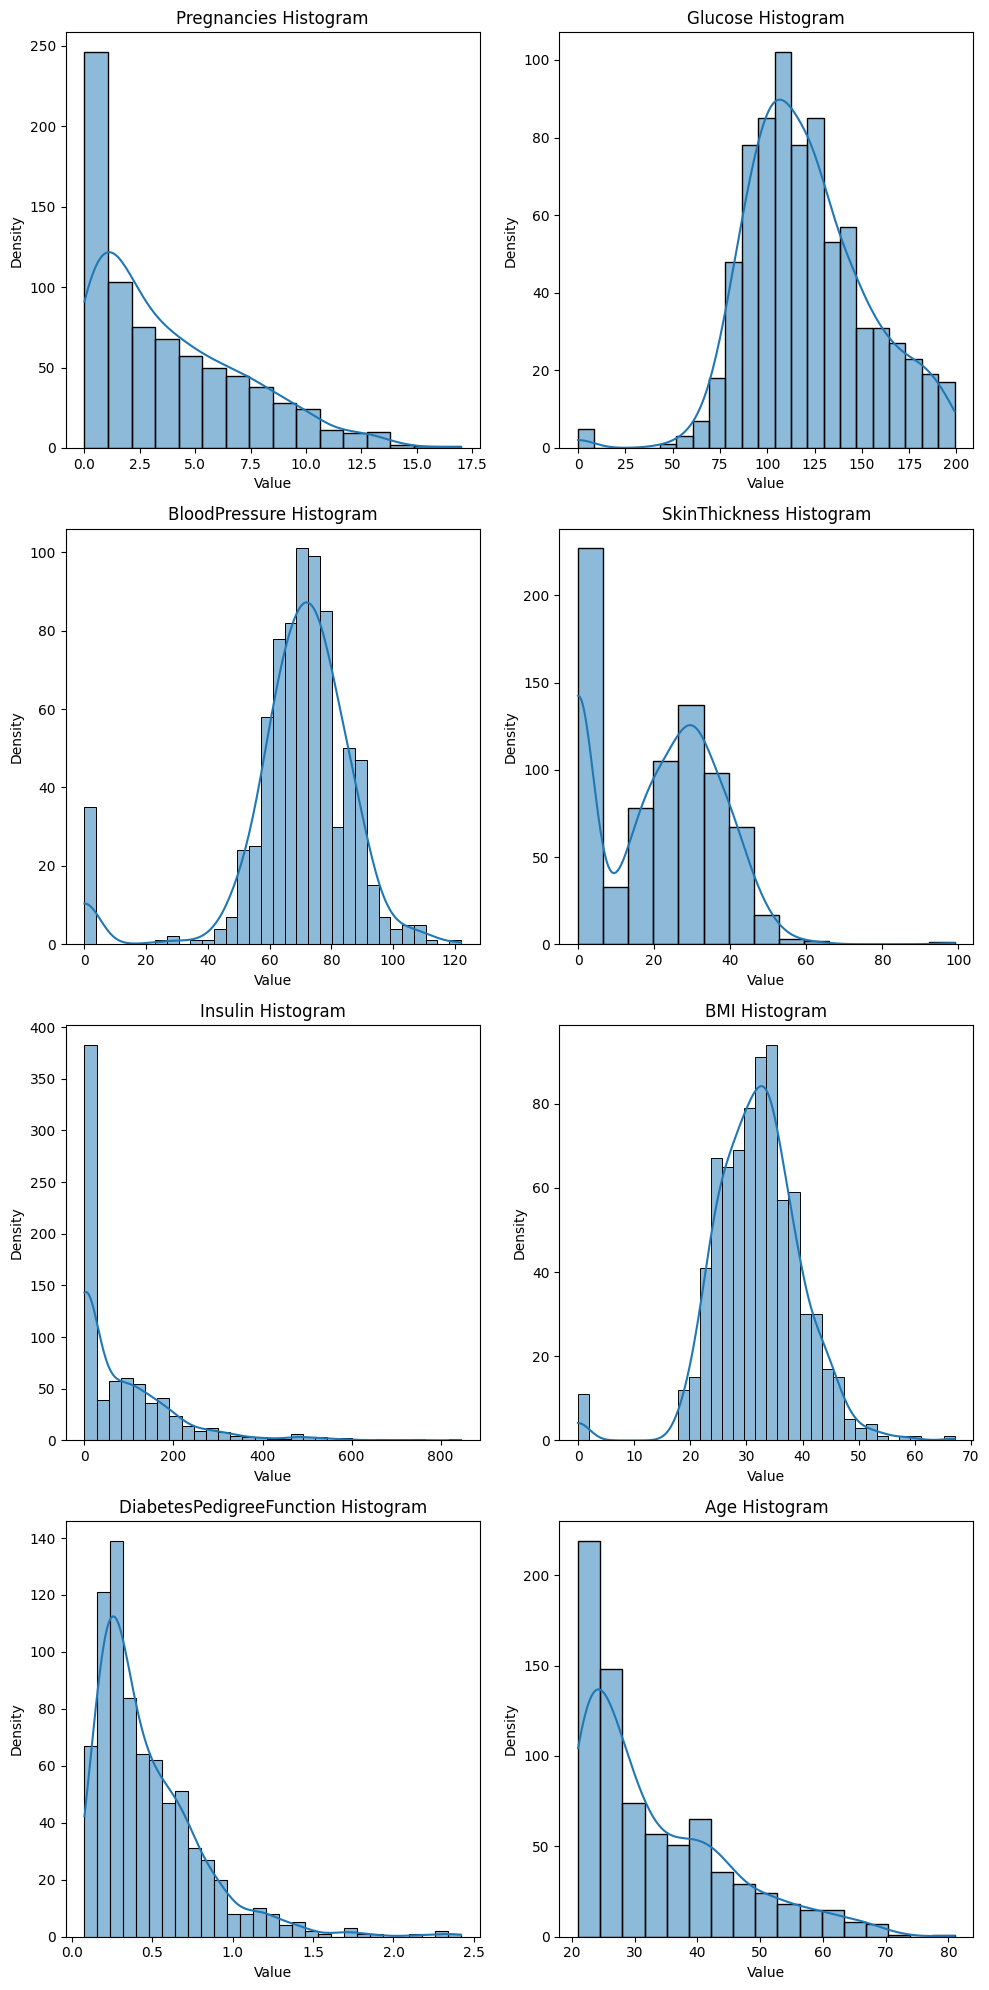 Pregnancies Histogram
250
200
150
100
50
0
Density
0.0 2.5 5.0 7.5 10.0 12.5 15.0 17.5
Value
Glucose Histogram
100
80
60
40
20
0
Density
0 25 50 75 100 125 150 175 200
Value
BloodPressure Histogram
100
80
60
40
20
0
Density
0 20 40 60 80 100 120
Value
SkinThickness Histogram
200
150
100
50
0
Density
0 20 40 60 80 100
Value
Insulin Histogram
400
350
300
250
200
150
100
50
0
Density
0 200 400 600 800
Value
BMI Histogram
80
60
40
20
0
Density
0 10 20 30 40 50 60 70
Value
DiabetesPedigreeFunction Histogram
140
120
100
80
60
40
20
0
Density
0.0 0.5 1.0 1.5 2.0 2.5
Value
Age Histogram
200
150
100
50
0
Density
20 30 40 50 60 70 80
Value